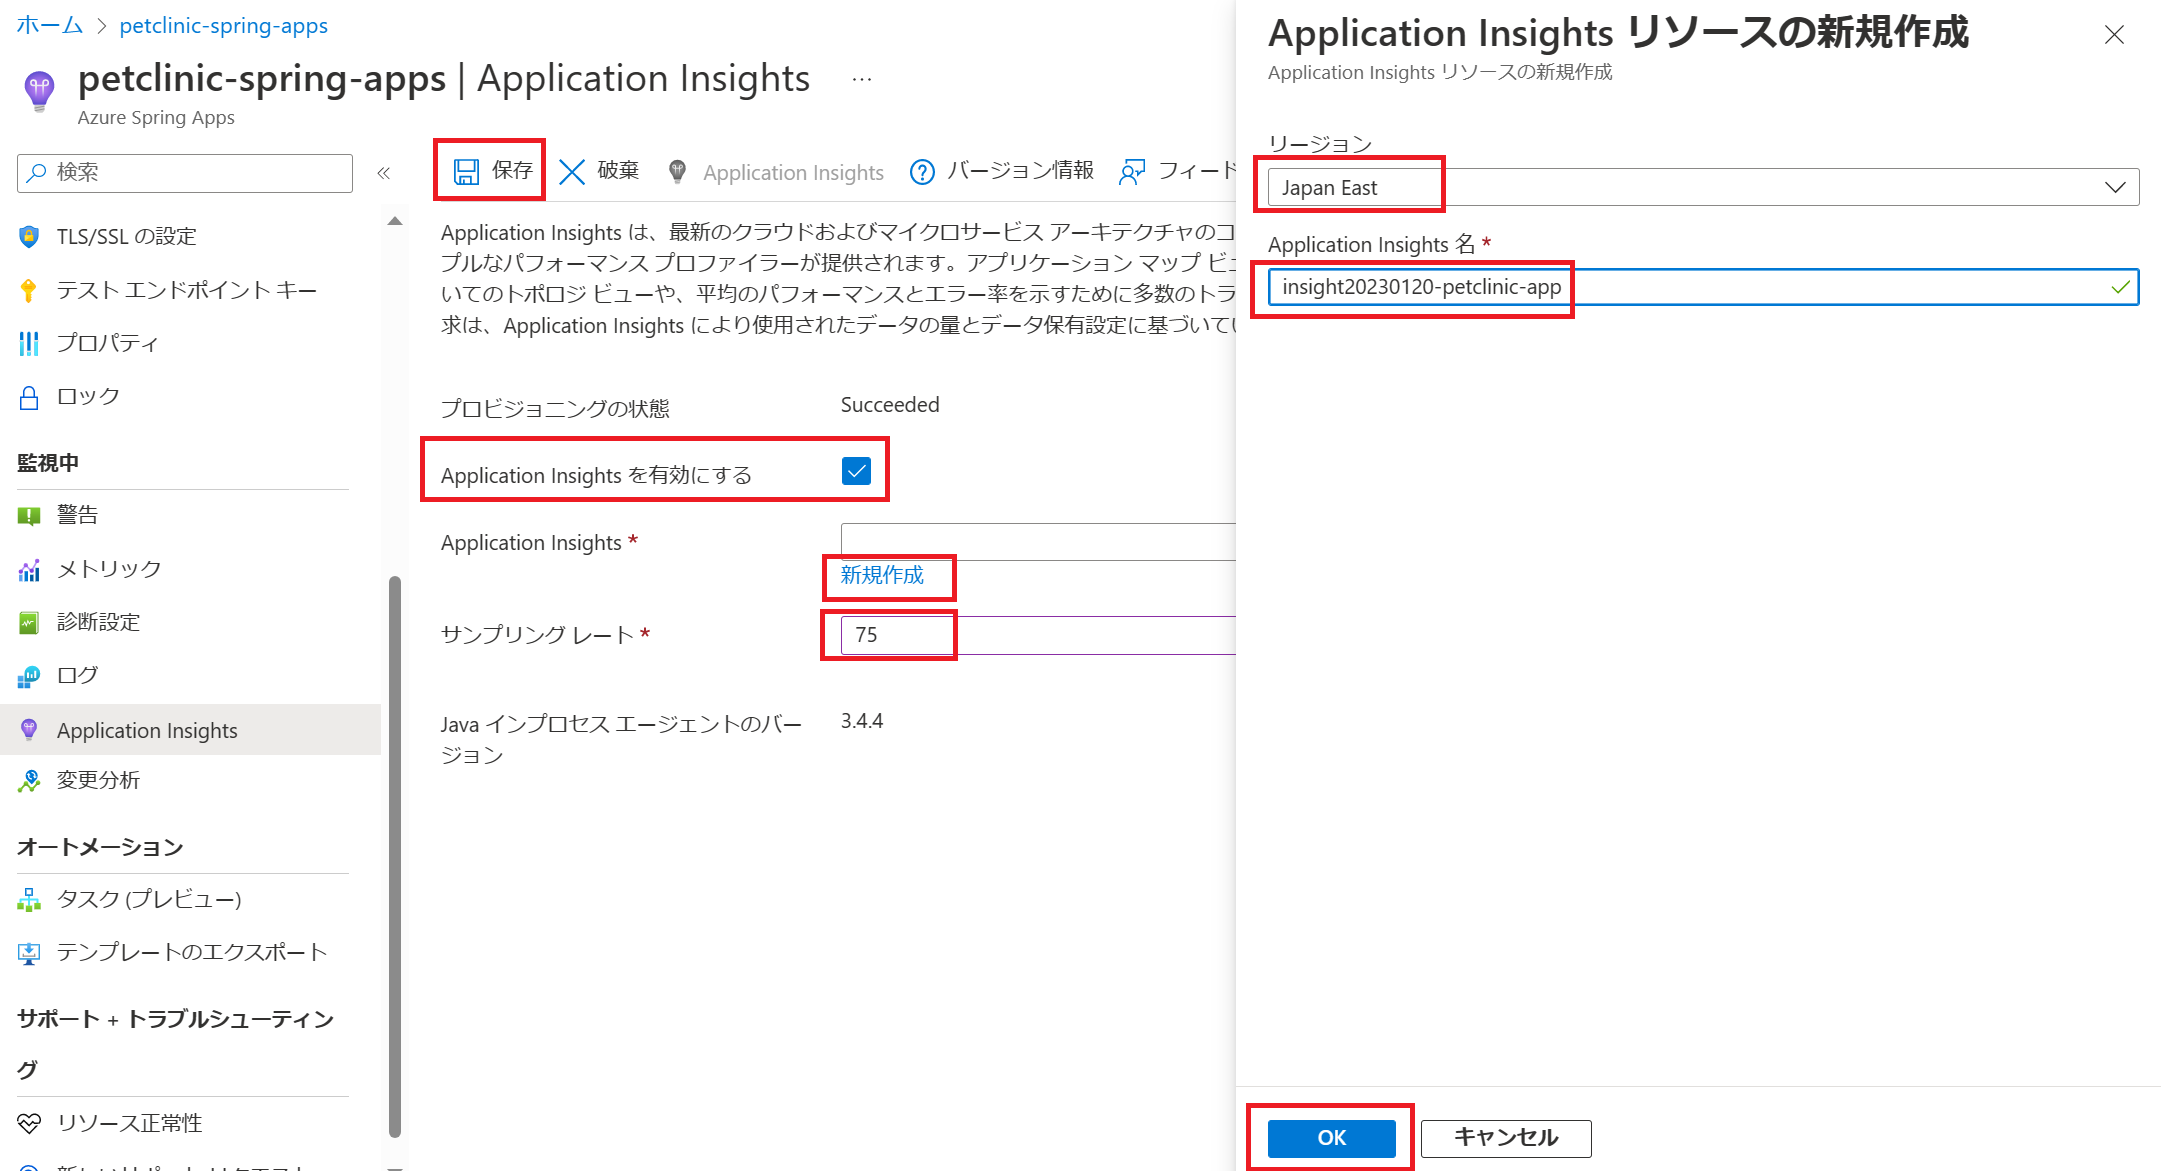 ホーム > petclinic-spring-apps
petclinic-spring-apps | Application Insights ...
Azure Spring Apps
検索
«
TLS/SSL の設定
テスト エンドポイント キー
プロパティ
ロック
監視中
警告
メトリック
診断設定
ログ
Application Insights
変更分析
オートメーション
タスク (プレビュー)
テンプレートのエクスポート
サポート + トラブルシューティン
グ
リソース正常性
保存 破棄 Application Insights バージョン情報 フィード
Application Insights は、最新のクラウドおよびマイクロサービス アーキテクチャのコ
プルなパフォーマンス プロファイラーが提供されます。アプリケーション マップ ビュ
いてのトポロジ ビューや、平均のパフォーマンスとエラー率を示すために多数のトラ
求は、Application Insights により使用されたデータの量とデータ保有設定に基づいて
プロビジョニングの状態 Succeeded
Application Insights を有効にする
Application Insights *
新規作成
サンプリング レート * 75
Java インプロセス エージェントのバー
ジョン
3.4.4
Application Insights リソースの新規作成
Application Insights リソースの新規作成
リージョン
Japan East
Application Insights 名 *
insight20230120-petclinic-app
OK キャンセル